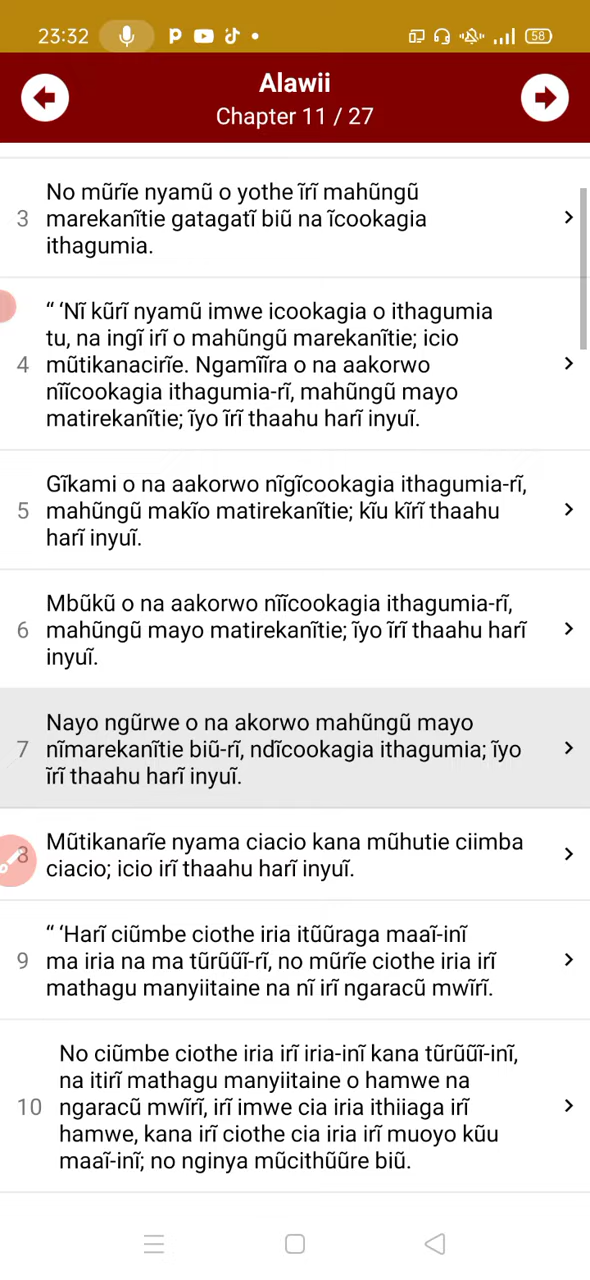 23:32
58
Alawii
Chapter 11 / 27
No mũrĩe nyamũ o yothe ĩrĩ mahũngũ
3 marekanĩtie gatagatĩ biũ na ĩcookagia
ithagumia.
“ ‘Nĩ kũrĩ nyamũ imwe icookagia o ithagumia
tu, na ingĩ irĩ o mahũngũ marekanĩtie; icio
4 mũtikanacirĩe. Ngamĩĩra o na aakorwo
nĩĩcookagia ithagumia-rĩ, mahũngũ mayo
matirekanĩtie; ĩyo ĩrĩ thaahu harĩ inyuĩ.
Gĩkami o na aakorwo nĩgĩcookagia ithagumia-rĩ,
5 mahũngũ makĩo matirekanĩtie; kĩu kĩrĩ thaahu
harĩ inyuĩ.
Mbũkũ o na aakorwo nĩĩcookagia ithagumia-rĩ,
6 mahũngũ mayo matirekanĩtie; ĩyo ĩrĩ thaahu harĩ
inyuĩ.
Nayo ngũrwe o na akorwo mahũngũ mayo
7 nĩmarekanĩtie biũ-rĩ, ndĩcookagia ithagumia; ĩyo
ĩrĩ thaahu harĩ inyuĩ.
Mũtikanarĩe nyama ciacio kana mũhutie ciimba
8 ciacio; icio irĩ thaahu harĩ inyuĩ.
“ ‘Harĩ ciũmbe ciothe iria itũũraga maaĩ-inĩ
9 ma iria na ma tũrũũĩ-rĩ, no mũrĩe ciothe iria irĩ
mathagu manyiitaine na nĩ irĩ ngaracũ mwĩrĩ.
No ciũmbe ciothe iria irĩ iria-inĩ kana tũrũũĩ-inĩ,
na itirĩ mathagu manyiitaine o hamwe na
10 ngaracũ mwĩrĩ, irĩ imwe cia iria ithiiaga irĩ
hamwe, kana irĩ ciothe cia iria irĩ muoyo kũu
maaĩ-inĩ; no nginya mũcithũũre biũ.